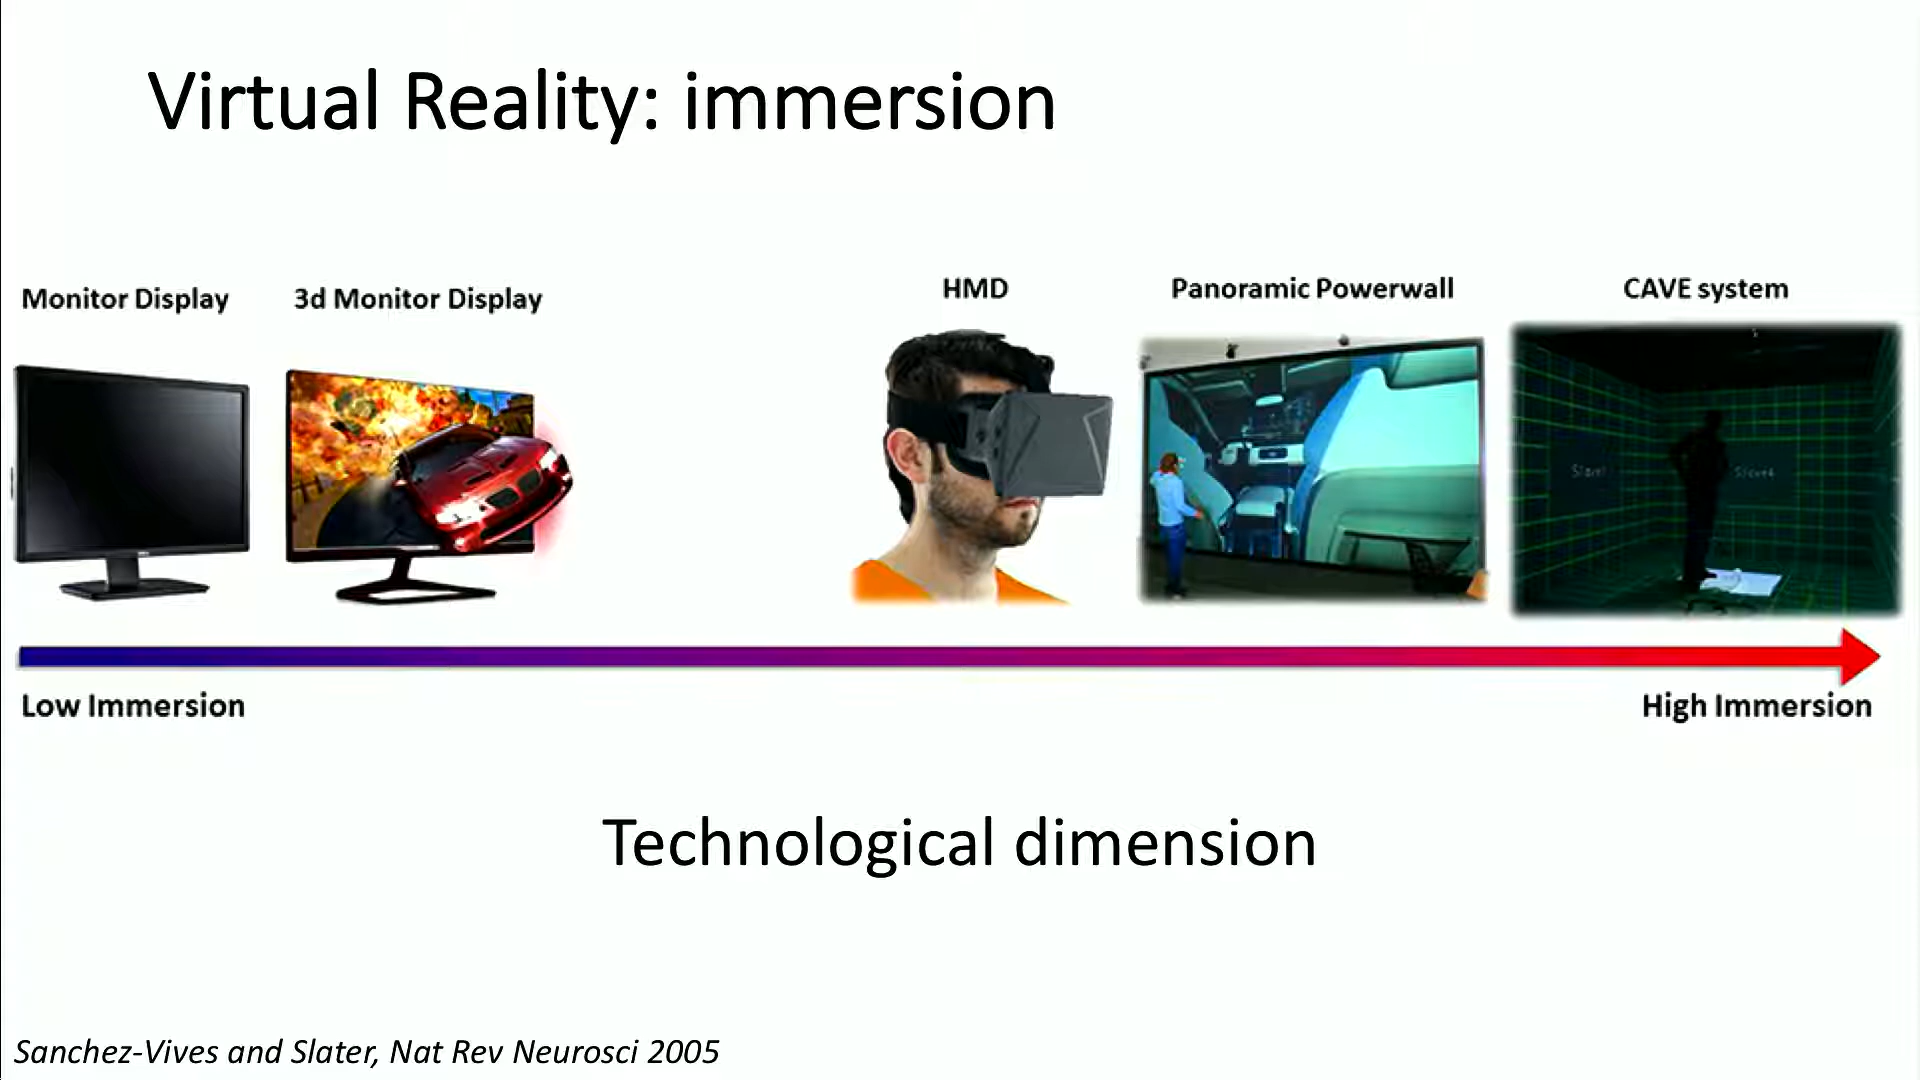 Virtual Reality: immersion
Monitor Display
3d Monitor Display
HMD
Panoramic Powerwall
CAVE system
Low Immersion
High Immersion
Technological dimension
Sanchez-Vives and Slater, Nat Rev Neurosci 2005